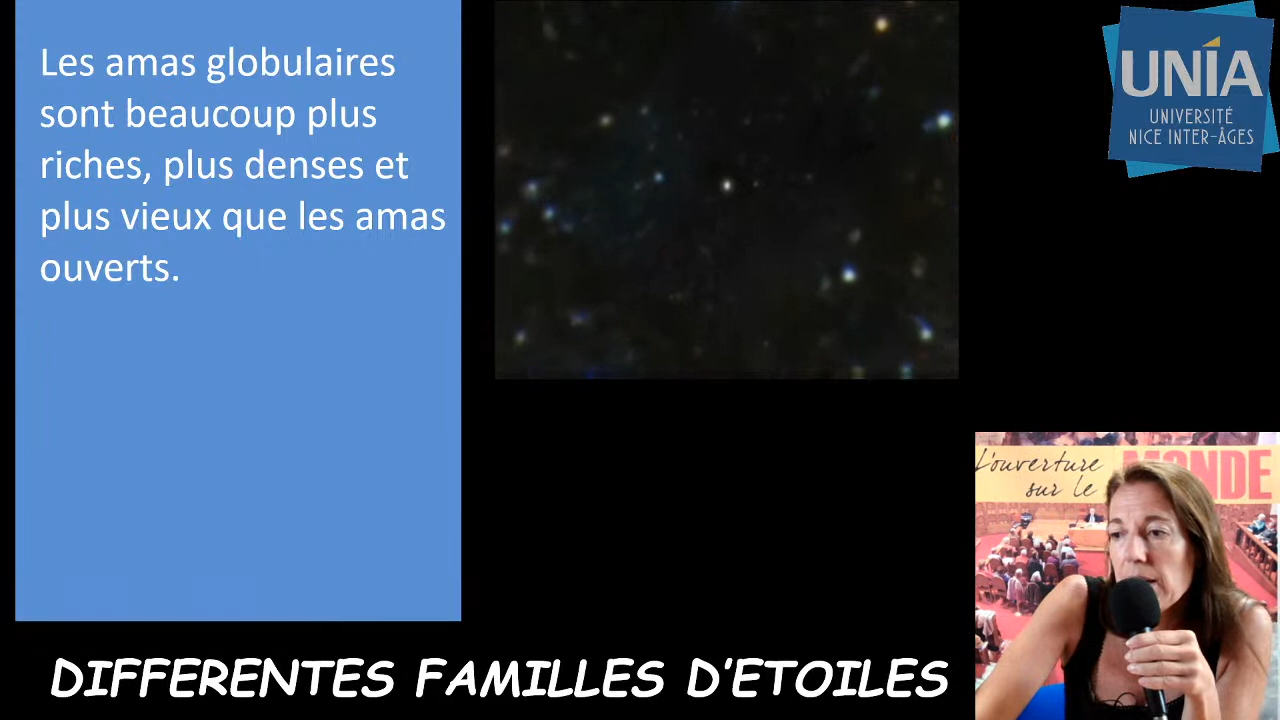 Les amas globulaires
sont beaucoup plus
riches, plus denses et
plus vieux que les amas
ouverts.
UNIA
UNIVERSITÉ
NICE INTER-ÂGES
L'ouverture
sur le
MONDE
DIFFERENTES FAMILLES D'ETOILES